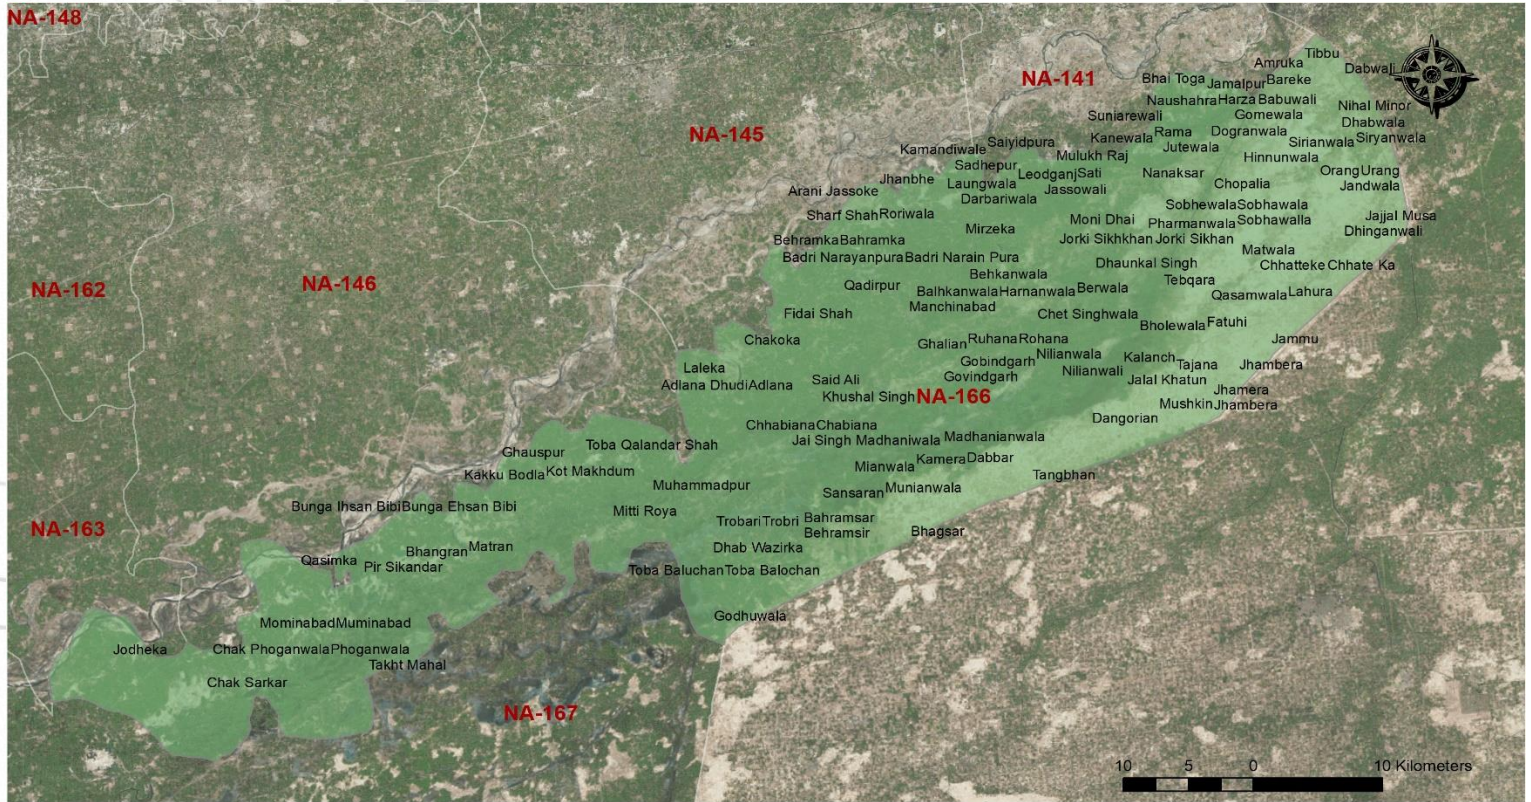 NA-148
Tibbu
Amruka
Dabwali
NA-141
Bhai Toga
Jamalpur
Bareke
Naushahra
Harza
Babuwali
Nihal Minor
Suniarewali
Gomewala
Dhabwala
NA-145
Kanewala
Rama
Dogranwala
Siryanwala
Kamandiwale
Saiyidpura
Jutewala
Sirianwala
Mulukh Raj
Hinnunwala
Sadhepur
Jhanbhe
Leodganj
Sati
Nanaksar
OrangUrang
Laungwala
Chopalia
Jandwala
Arani Jassoke
Jassowali
Darbariwala
Sobhewala
Sobhawala
Sharf Shah
Roriwala
Moni Dhai
Pharmanwala
Sobhawalla
Jajjal Musa
Mirzeka
Dhinganwali
Behramka
Bahramka
Jorki Sikhkhan
Jorki Sikhan
Matwala
Badri Narayanpura
Badri Narain Pura
Dhaunkal Singh
Chhatteke
Chhate Ka
Behkanwala
Tebqara
NA-162
NA-146
Qadirpur
Balhkanwala
Harnanwala
Berwala
Qasamwala
Lahura
Manchinabad
Fidai Shah
Chet Singhwala
Bholewala
Fatuhi
Chakoka
Ghalian
Ruhana
Rohana
Jammu
Nilianwala
Kalanch
Laleka
Gobindgarh
Tajana
Jhambera
Adlana Dhudi
Adlana
Said Ali
Govindgarh
Nilianwali
Jalal Khatun
Khushal Singh
NA-166
Jhamera
Mushkin
Jhambera
Chhabiana
Chabiana
Dangorian
Toba Qalandar Shah
Jai Singh
Madhaniwala
Madhanianwala
Ghauspur
Kakku Bodla
Kot Makhdum
Mianwala
Kamera
Dabbar
Tangbhan
Muhammadpur
Sansaran
Munianwala
Bunga Ihsan Bibi
Bunga Ehsan Bibi
Mitti Roya
Trobari
Trobri
Bahramsar
NA-163
Behramsir
Bhagsar
Bhangran
Matran
Dhab Wazirka
Qasimka
Pir Sikandar
Toba Baluchan
Toba Balochan
Godhuwala
Mominabad
Muminabad
Jodheka
Chak Phoganwala
Phoganwala
Takht Mahal
Chak Sarkar
NA-167
10 5 0 10 Kilometers